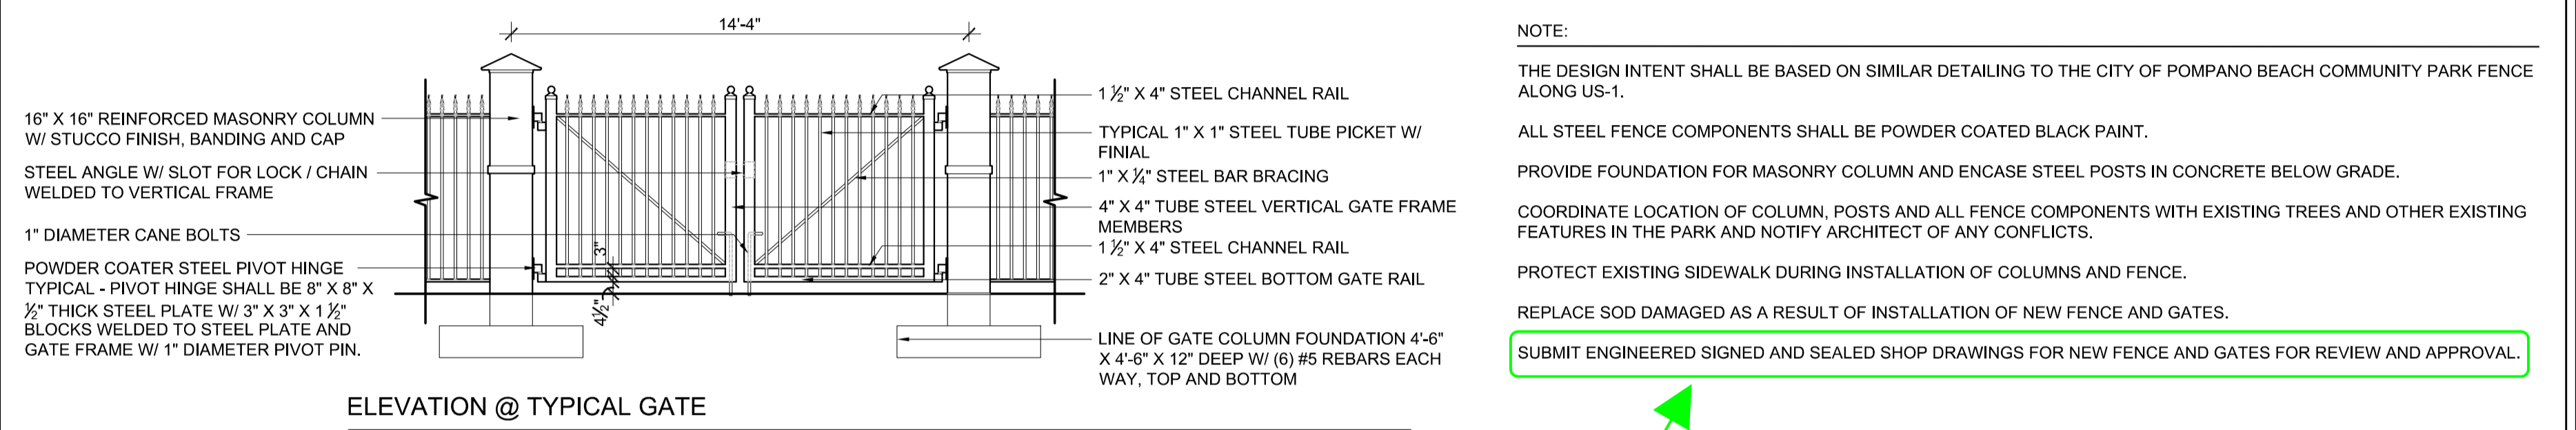 14'-4"
16" X 16" REINFORCED MASONRY COLUMN
W/ STUCCO FINISH, BANDING AND CAP
STEEL ANGLE W/ SLOT FOR LOCK / CHAIN
WELDED TO VERTICAL FRAME
1" DIAMETER CANE BOLTS
POWDER COATER STEEL PIVOT HINGE
TYPICAL - PIVOT HINGE SHALL BE 8" X 8" X
½" THICK STEEL PLATE W/ 3" X 3" X 1 ½"
BLOCKS WELDED TO STEEL PLATE AND
GATE FRAME W/ 1" DIAMETER PIVOT PIN.
3"
4½"
1 ½" X 4" STEEL CHANNEL RAIL
TYPICAL 1" X 1" STEEL TUBE PICKET W/
FINIAL
1" X ¼" STEEL BAR BRACING
4" X 4" TUBE STEEL VERTICAL GATE FRAME
MEMBERS
1 ½" X 4" STEEL CHANNEL RAIL
2" X 4" TUBE STEEL BOTTOM GATE RAIL
LINE OF GATE COLUMN FOUNDATION 4'-6"
X 4'-6" X 12" DEEP W/ (6) #5 REBARS EACH
WAY, TOP AND BOTTOM
ELEVATION @ TYPICAL GATE
NOTE:
THE DESIGN INTENT SHALL BE BASED ON SIMILAR DETAILING TO THE CITY OF POMPANO BEACH COMMUNITY PARK FENCE
ALONG US-1.
ALL STEEL FENCE COMPONENTS SHALL BE POWDER COATED BLACK PAINT.
PROVIDE FOUNDATION FOR MASONRY COLUMN AND ENCASE STEEL POSTS IN CONCRETE BELOW GRADE.
COORDINATE LOCATION OF COLUMN, POSTS AND ALL FENCE COMPONENTS WITH EXISTING TREES AND OTHER EXISTING
FEATURES IN THE PARK AND NOTIFY ARCHITECT OF ANY CONFLICTS.
PROTECT EXISTING SIDEWALK DURING INSTALLATION OF COLUMNS AND FENCE.
REPLACE SOD DAMAGED AS A RESULT OF INSTALLATION OF NEW FENCE AND GATES.
SUBMIT ENGINEERED SIGNED AND SEALED SHOP DRAWINGS FOR NEW FENCE AND GATES FOR REVIEW AND APPROVAL.